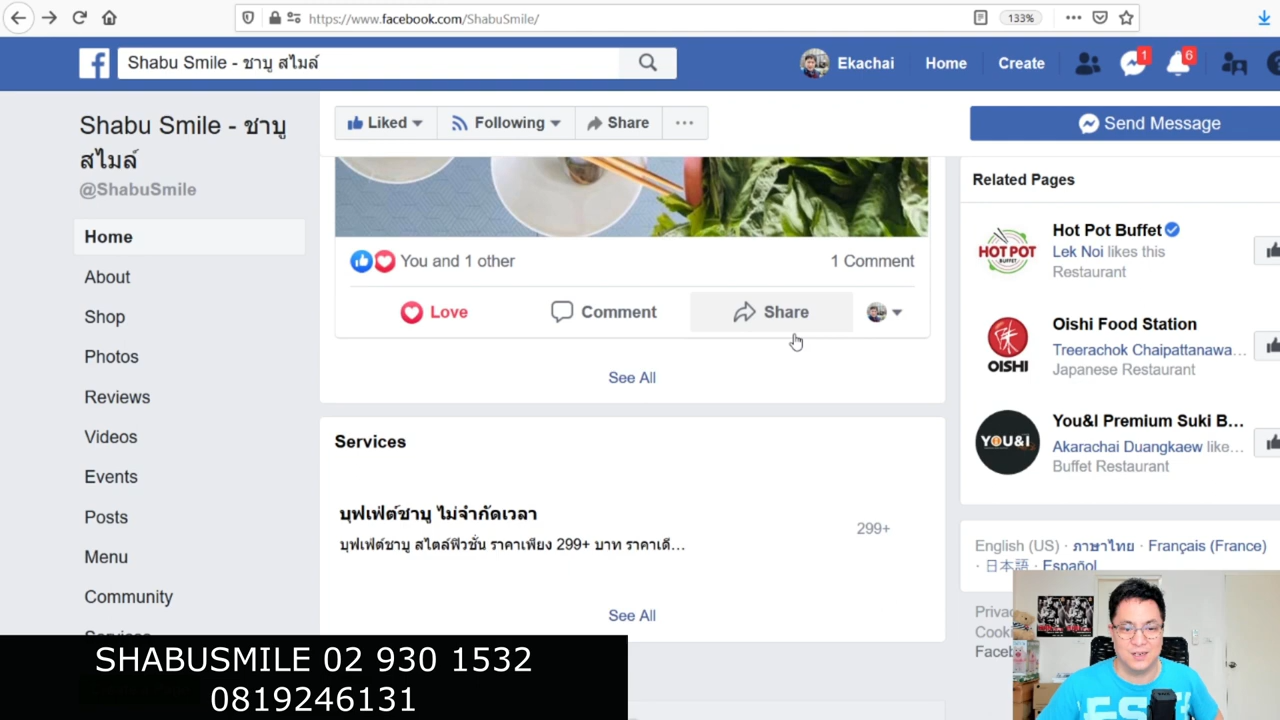 https://www.facebook.com/ShabuSmile/
133%
Shabu Smile - ชาบู สไมล์
Ekachai
Home
Create
1
6
Shabu Smile - ชาบู
สไมล์
@ShabuSmile
Home
About
Shop
Photos
Reviews
Videos
Events
Posts
Menu
Community
Liked
Following
Share
Send Message
You and 1 other
1 Comment
Love
Comment
Share
See All
Services
บุฟเฟ่ต์ชาบู ไม่จำกัดเวลา
บุฟเฟ่ต์ชาบู สไตล์ฟิวชั่น ราคาเพียง 299+ บาท ราคาเดี...
299+
See All
Related Pages
HOT POT
BUFFET
Hot Pot Buffet
Lek Noi likes this
Restaurant
OISHI
Oishi Food Station
Treerachok Chaipattanawa...
Japanese Restaurant
YOU&I
You&I Premium Suki B...
Akarachai Duangkaew like...
Buffet Restaurant
English (US) · ภาษาไทย · Français (France)
· 日本語 · Español
SHABUSMILE 02 930 1532
0819246131